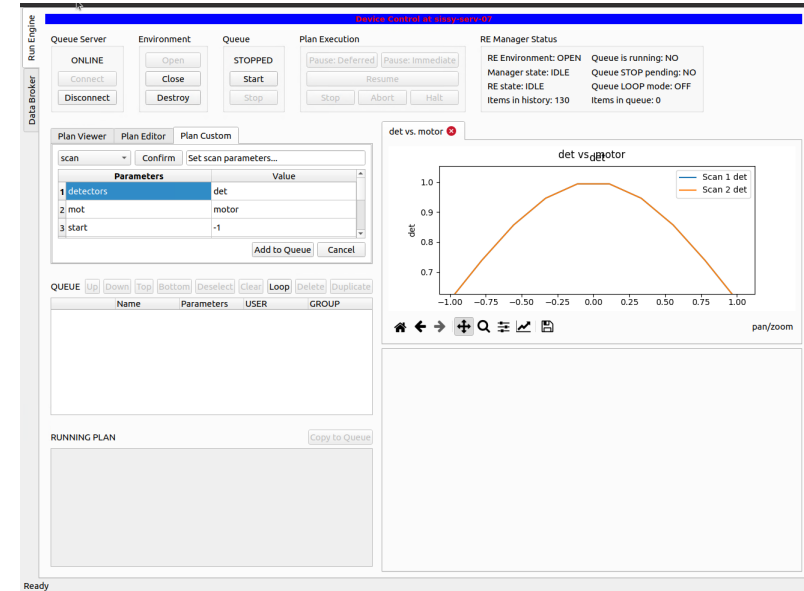 Device Control at sissy-serv-07
Run Engine
Data Broker
Queue Server
ONLINE
Connect
Disconnect
Environment
Open
Close
Destroy
Queue
STOPPED
Start
Stop
Plan Execution
Pause: Deferred Pause: Immediate
Resume
Stop Abort Halt
RE Manager Status
RE Environment: OPEN Queue is running: NO
Manager state: IDLE Queue STOP pending: NO
RE state: IDLE Queue LOOP mode: OFF
Items in history: 130 Items in queue: 0
Plan Viewer Plan Editor Plan Custom
scan Confirm Set scan parameters...
Parameters Value
1 detectors det
2 mot motor
3 start -1
Add to Queue Cancel
QUEUE Up Down Top Bottom Deselect Clear Loop Delete Duplicate
Name Parameters USER GROUP
RUNNING PLAN Copy to Queue
det vs. motor
det vs. motor
det
Scan 1 det
Scan 2 det
1.0
0.9
0.8
0.7
det
−1.00 −0.75 −0.50 −0.25 0.00 0.25 0.50 0.75 1.00
pan/zoom
Ready